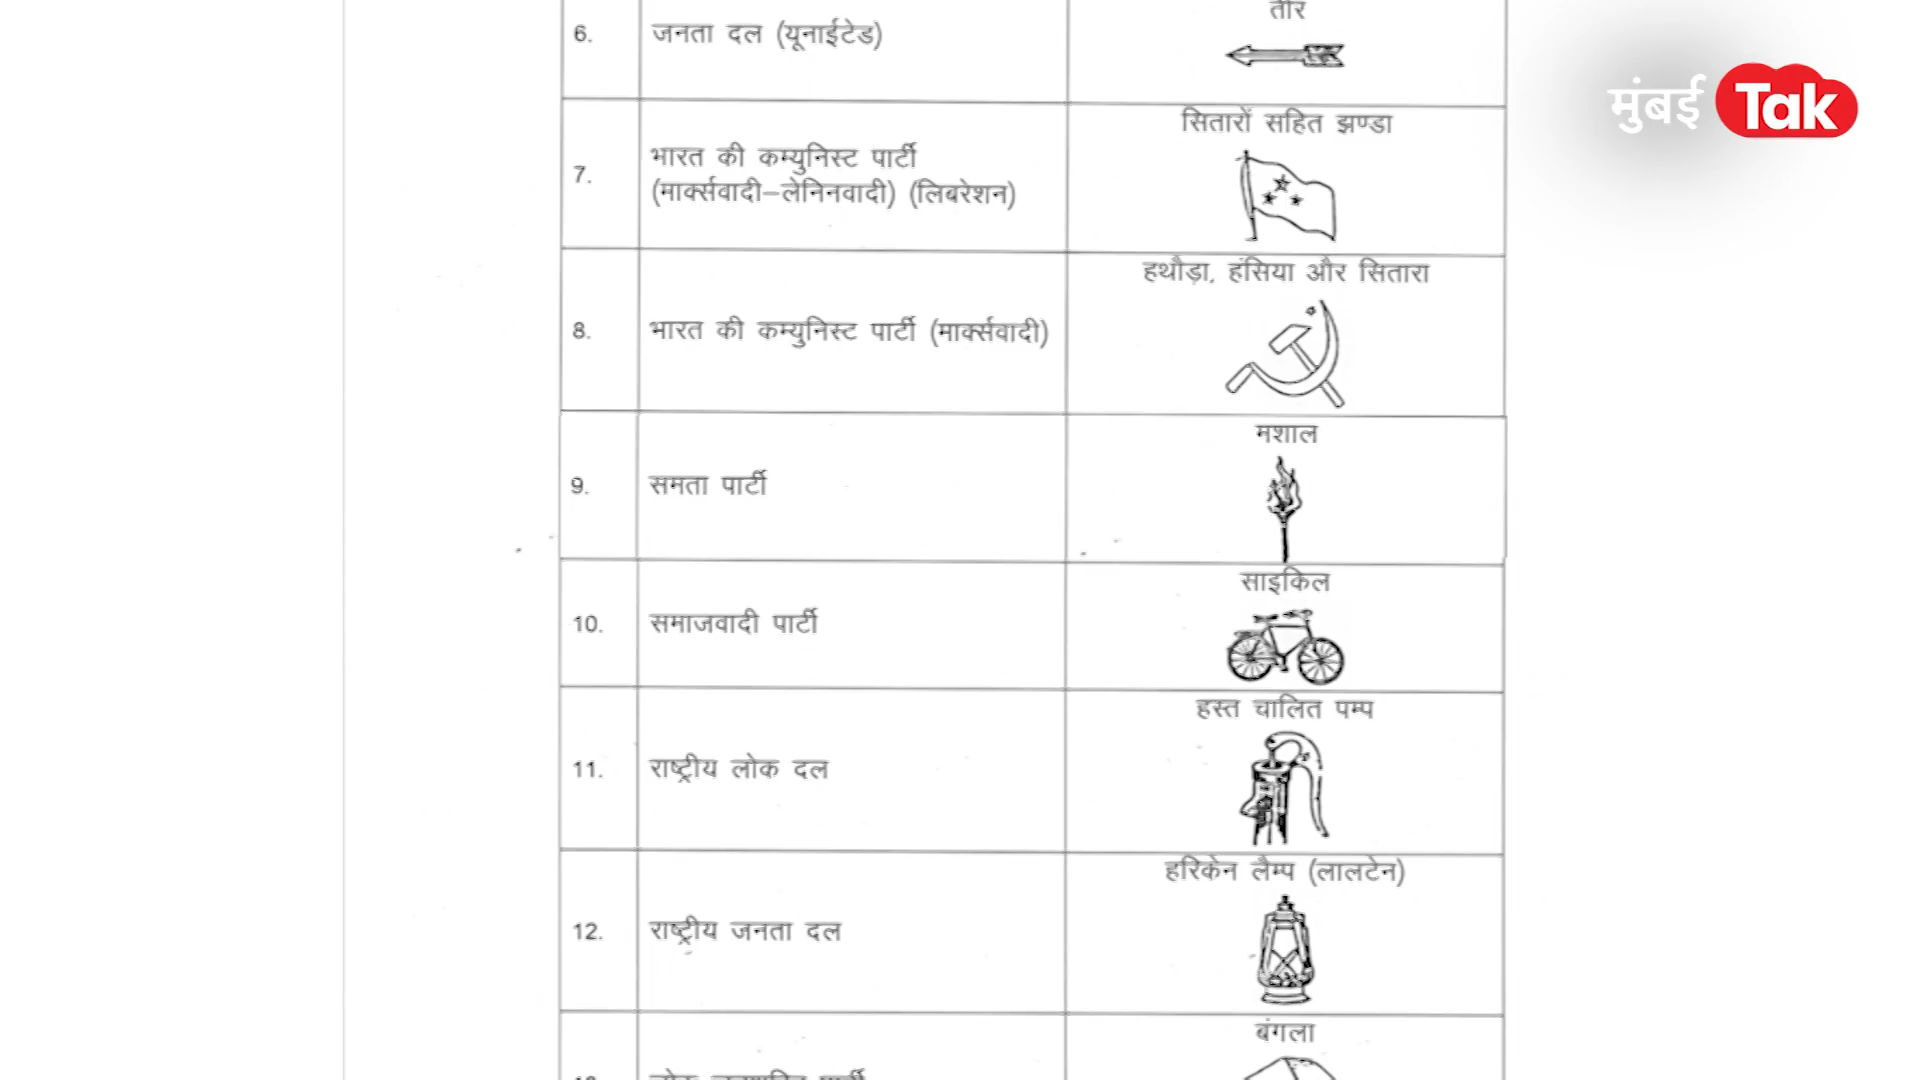 6.
जनता दल (यूनाईटेड)
तीर
7.
भारत की कम्युनिस्ट पार्टी
(मार्क्सवादी–लेनिनवादी) (लिबरेशन)
सितारों सहित झण्डा
8.
भारत की कम्युनिस्ट पार्टी (मार्क्सवादी)
हथौड़ा, हंसिया और सितारा
9.
समता पार्टी
मशाल
10.
समाजवादी पार्टी
साइकिल
11.
राष्ट्रीय लोक दल
हस्त चालित पम्प
12.
राष्ट्रीय जनता दल
हरिकेन लैम्प (लालटेन)
बंगला
मुंबई Tak